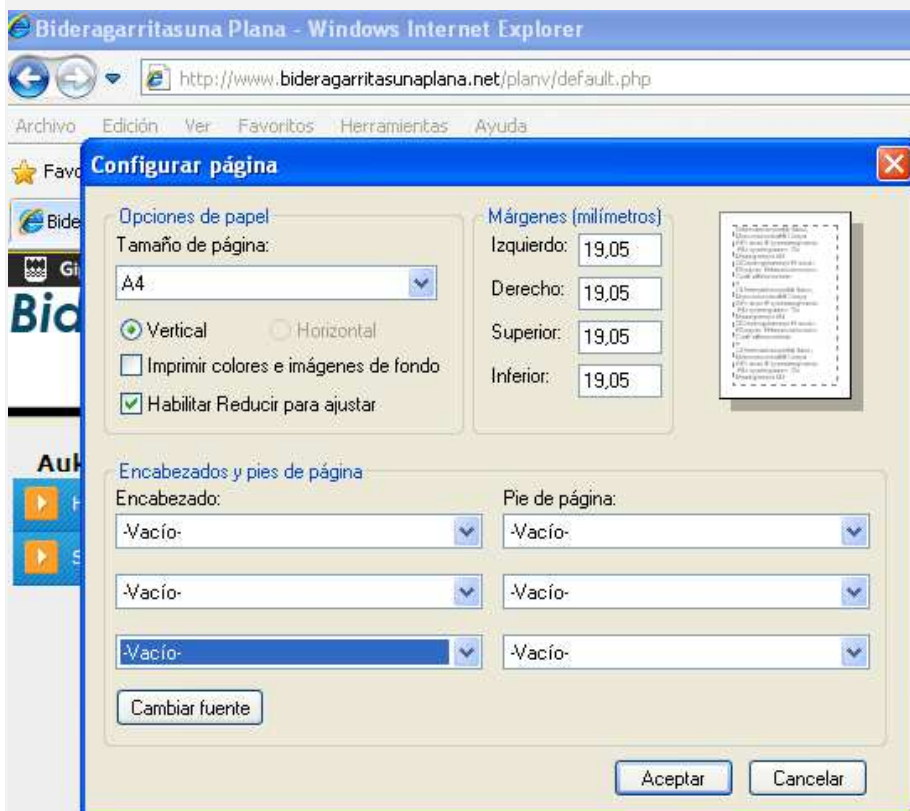 Bideragarritasuna Plana - Windows Internet Explorer
http://www.bideragarritasunaplana.net/planv/default.php
Archivo Edición Ver Favoritos Herramientas Ayuda
Favo
Configurar página
Bide
Gi
Bid
Auk
H
S
Opciones de papel
Tamaño de página:
A4
Vertical Horizontal
Imprimir colores e imágenes de fondo
Habilitar Reducir para ajustar
Márgenes (milímetros)
Izquierdo: 19,05
Derecho: 19,05
Superior: 19,05
Inferior: 19,05
Encabezados y pies de página
Encabezado: Pie de página:
-Vacío- -Vacío-
-Vacío- -Vacío-
-Vacío- -Vacío-
Cambiar fuente
Aceptar Cancelar